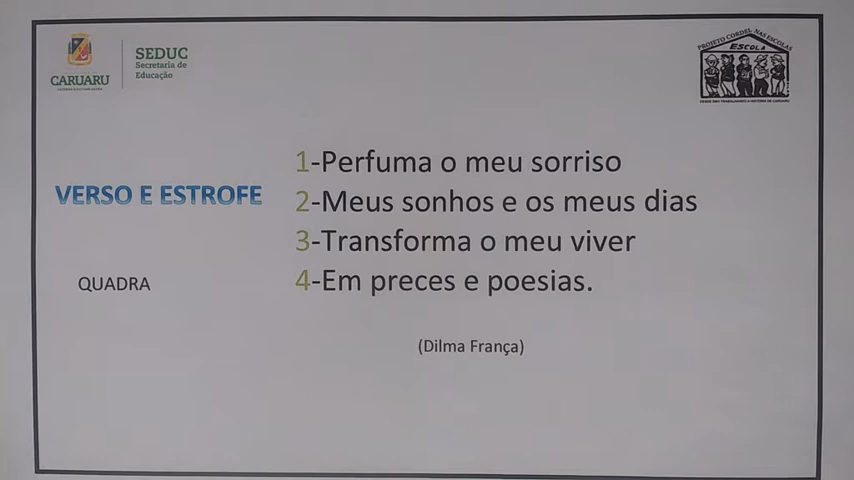 CARUARU
SEDUC
Secretaria de
Educação
PROJETO CORDEL NAS ESCOLAS
ESCOLA
VERSO E ESTROFE
QUADRA
1-Perfuma o meu sorriso
2-Meus sonhos e os meus dias
3-Transforma o meu viver
4-Em preces e poesias.
(Dilma França)